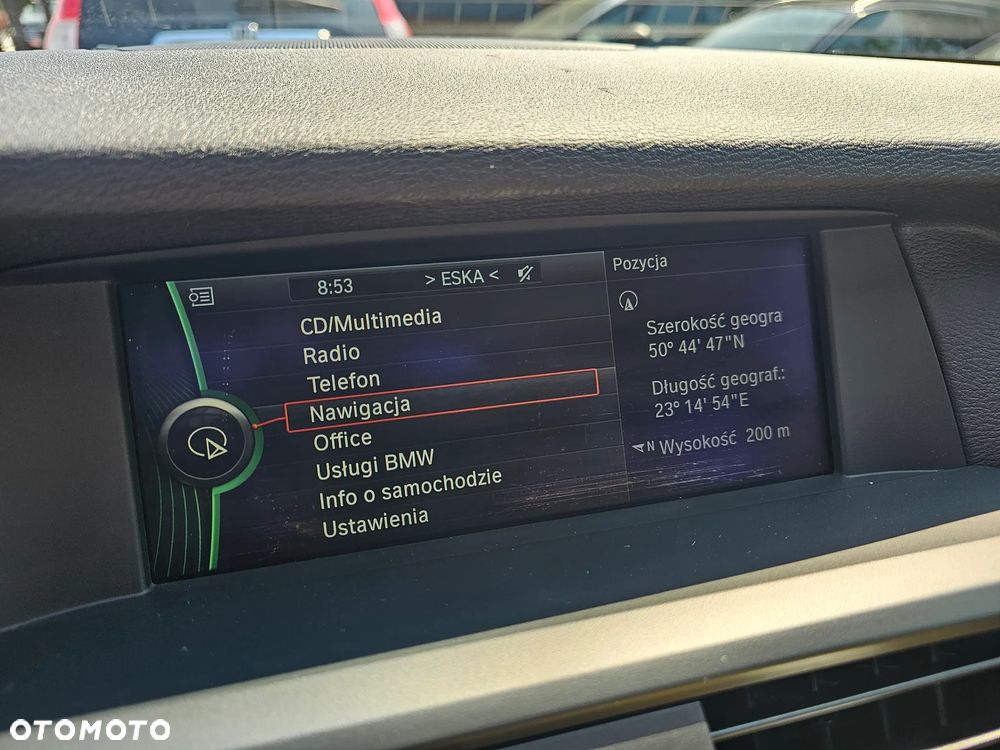 8:53 > ESKA <
CD/Multimedia
Radio
Telefon
Nawigacja
Office
Usługi BMW
Info o samochodzie
Ustawienia
Pozycja
Szerokość geogra
50° 44' 47"N
Długość geograf.:
23° 14' 54"E
N Wysokość 200 m
OTOMOTO